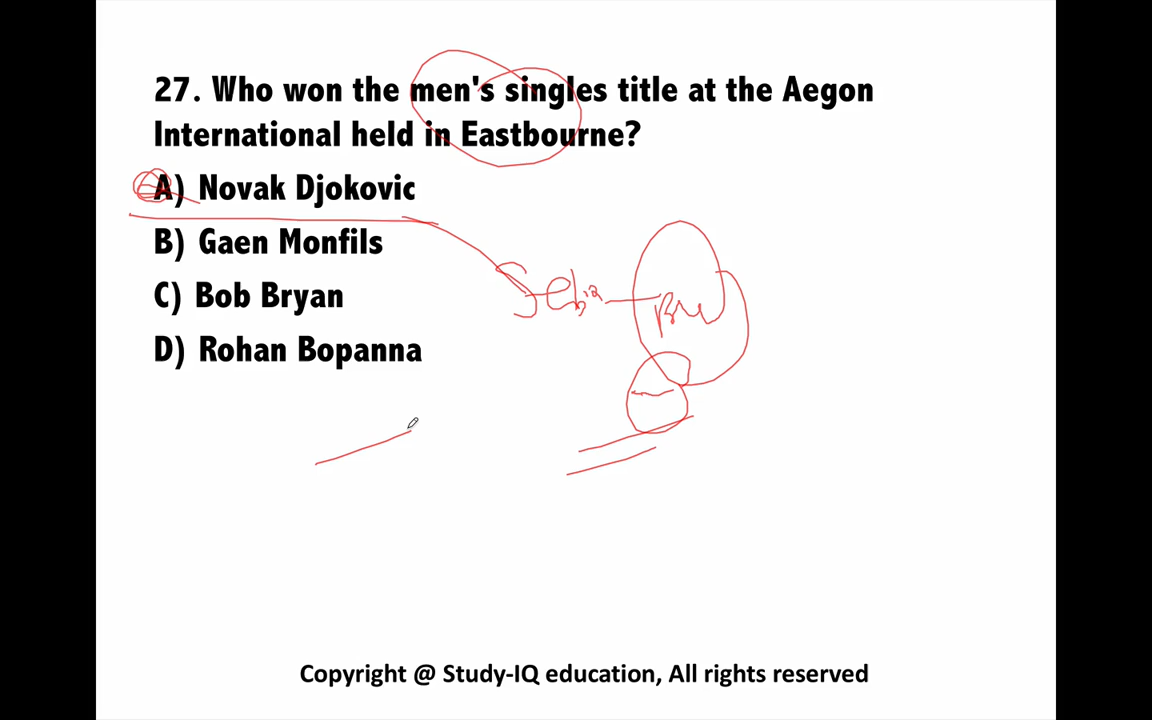 27. Who won the men's singles title at the Aegon
International held in Eastbourne?
A) Novak Djokovic
B) Gaen Monfils
C) Bob Bryan
D) Rohan Bopanna
Copyright @ Study-IQ education, All rights reserved